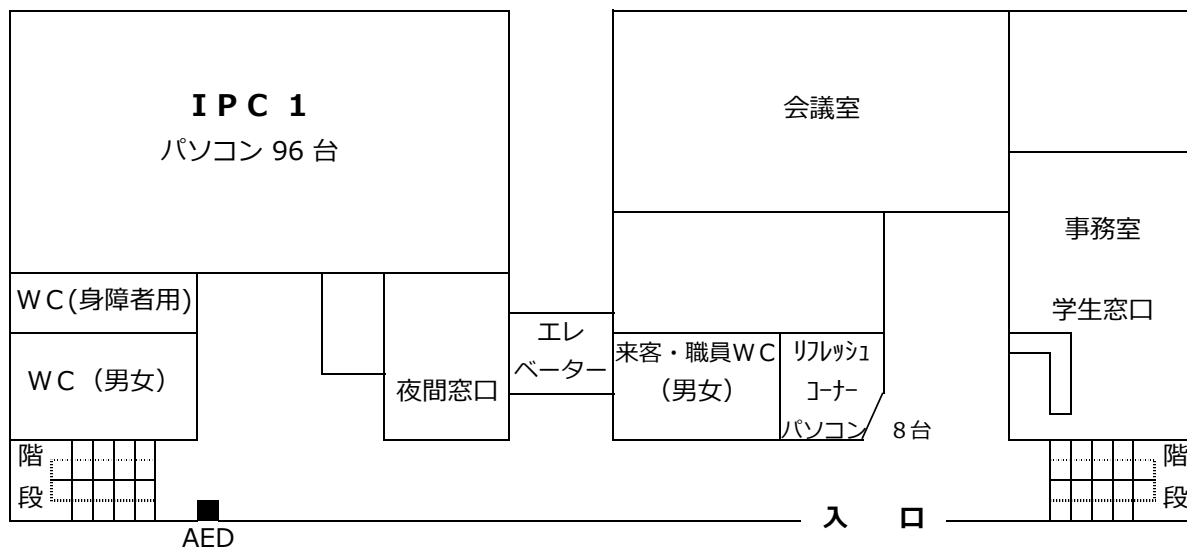 ＩＰＣ １
パソコン 96 台
会議室
事務室
学生窓口
ＷＣ(身障者用)
ＷＣ（男女）
夜間窓口
エレ
ベーター
来客・職員ＷＣ
（男女）
ﾘﾌﾚｯｼｭ
ｺｰﾅｰ
パソコン　８台
階
段
階
段
AED
入　口